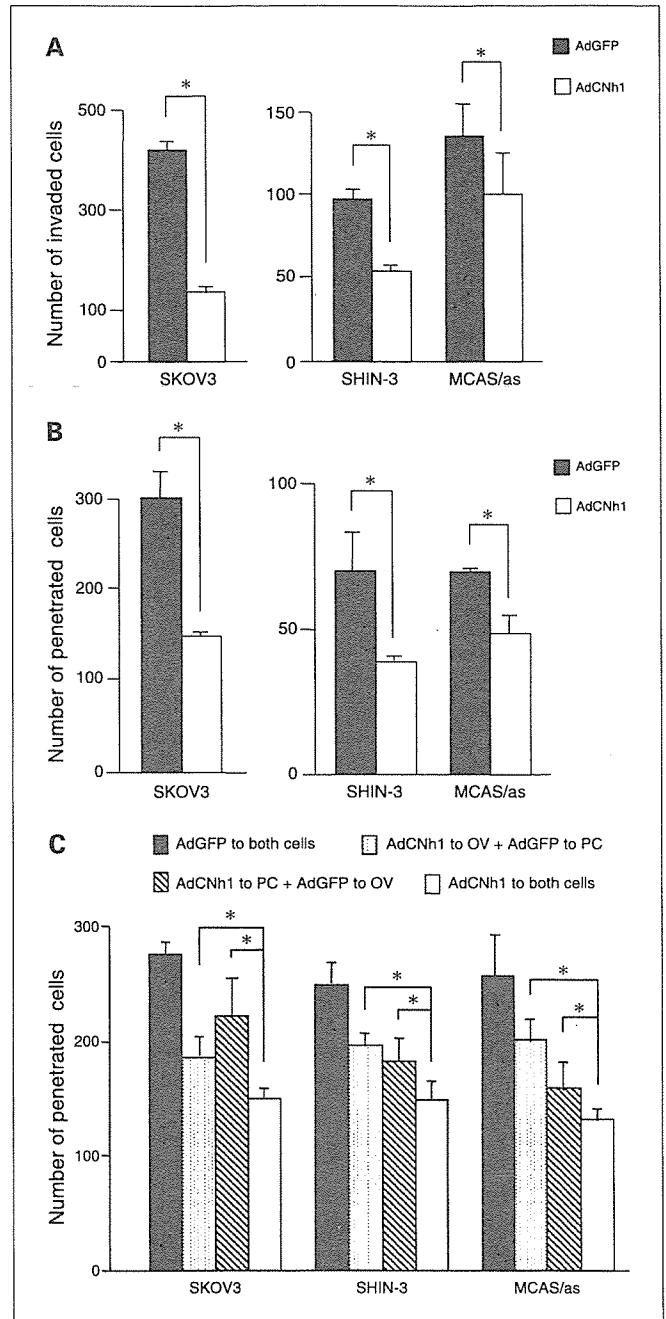 A
AdGFP
AdCNh1
Number of invaded cells
500
300
100
0
*
SKOV3
150
100
50
0
*
*
SHIN-3
MCAS/as
B
AdGFP
AdCNh1
Number of penetrated cells
300
200
100
0
*
SKOV3
100
50
0
*
*
SHIN-3
MCAS/as
C
AdGFP to both cells
AdCNh1 to OV + AdGFP to PC
AdCNh1 to PC + AdGFP to OV
AdCNh1 to both cells
Number of penetrated cells
300
200
100
0
*
*
*
*
*
*
SKOV3
SHIN-3
MCAS/as